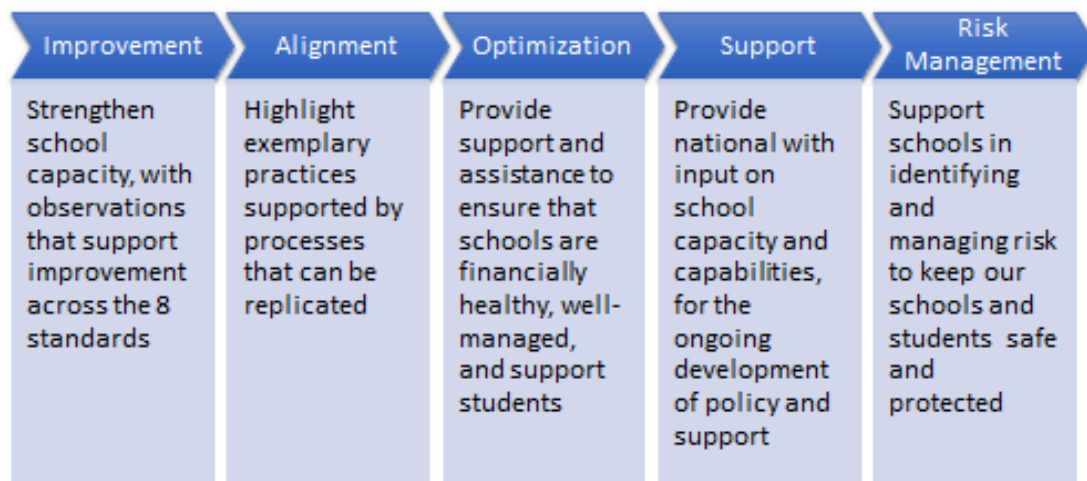 Improvement
Strengthen
school
capacity, with
observations
that support
improvement
across the 8
standards
Alignment
Highlight
exemplary
practices
supported by
processes
that can be
replicated
Optimization
Provide
support and
assistance to
ensure that
schools are
financially
healthy, well-
managed,
and support
students
Support
Provide
national with
input on
school
capacity and
capabilities,
for the
ongoing
development
of policy and
support
Risk
Management
Support
schools in
identifying
and
managing risk
to keep our
schools and
students safe
and
protected